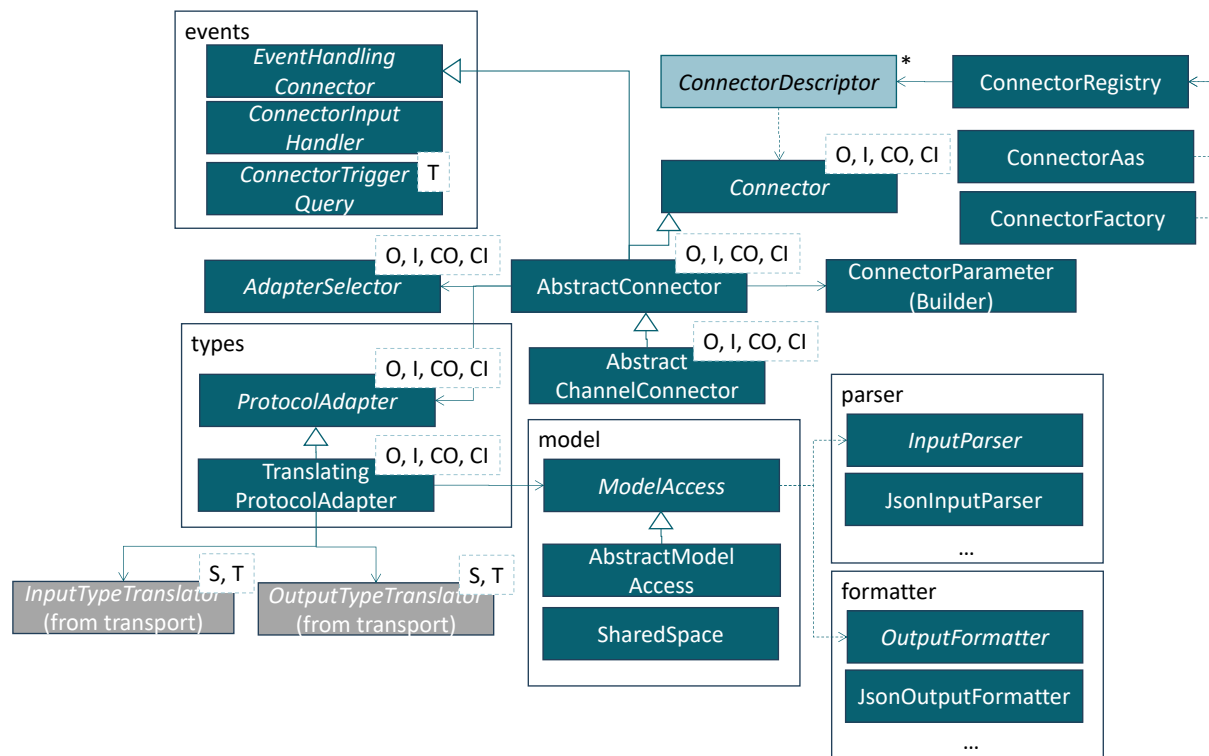 events
EventHandling
Connector
ConnectorInput
Handler
ConnectorTrigger
Query
T
ConnectorDescriptor
*
ConnectorRegistry
ConnectorAas
ConnectorFactory
O, I, CO, CI
Connector
O, I, CO, CI
AdapterSelector
O, I, CO, CI
AbstractConnector
ConnectorParameter
(Builder)
O, I, CO, CI
Abstract
ChannelConnector
types
O, I, CO, CI
ProtocolAdapter
O, I, CO, CI
Translating
ProtocolAdapter
S, T
InputTypeTranslator
(from transport)
S, T
OutputTypeTranslator
(from transport)
model
ModelAccess
AbstractModel
Access
SharedSpace
parser
InputParser
JsonInputParser
...
formatter
OutputFormatter
JsonOutputFormatter
...